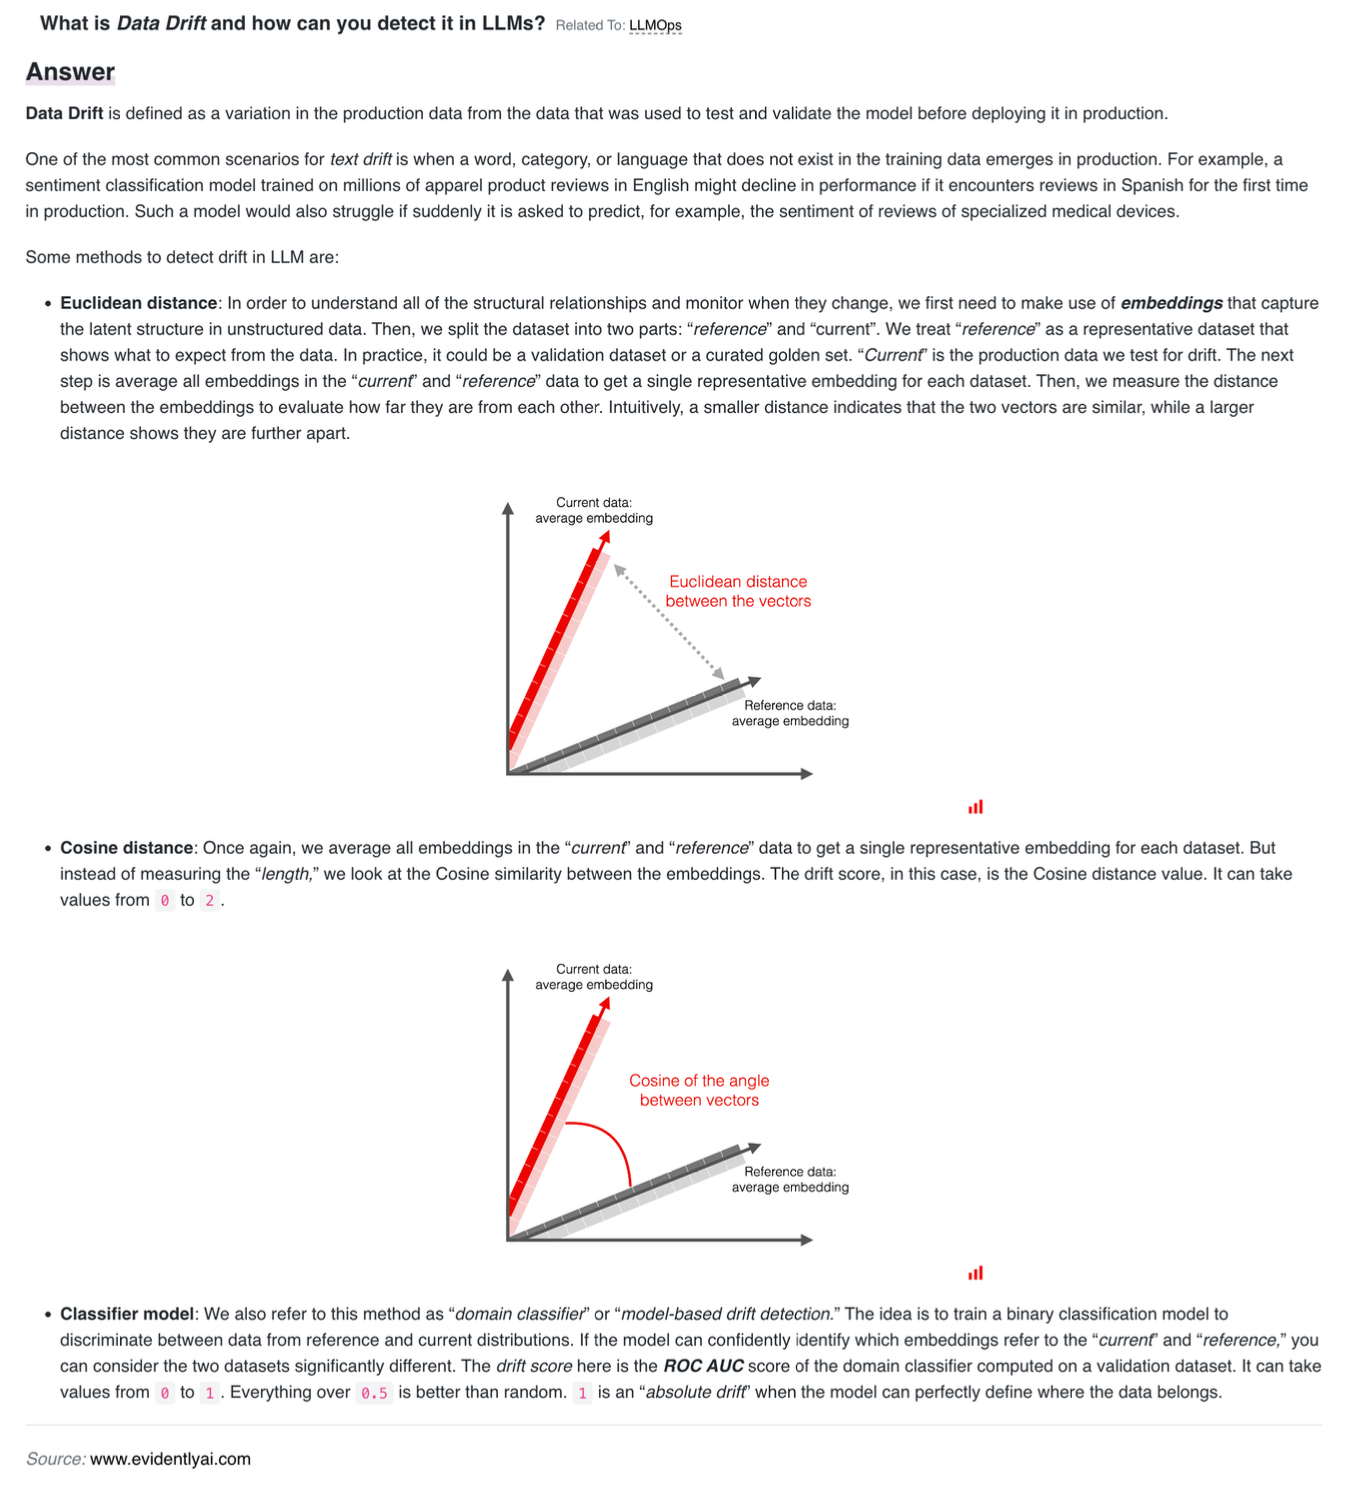 What is Data Drift and how can you detect it in LLMs? Related To: LLMOps
Answer
Data Drift is defined as a variation in the production data from the data that was used to test and validate the model before deploying it in production.
One of the most common scenarios for text drift is when a word, category, or language that does not exist in the training data emerges in production. For example, a
sentiment classification model trained on millions of apparel product reviews in English might decline in performance if it encounters reviews in Spanish for the first time
in production. Such a model would also struggle if suddenly it is asked to predict, for example, the sentiment of reviews of specialized medical devices.
Some methods to detect drift in LLM are:
• Euclidean distance: In order to understand all of the structural relationships and monitor when they change, we first need to make use of embeddings that capture
the latent structure in unstructured data. Then, we split the dataset into two parts: “reference” and “current”. We treat “reference” as a representative dataset that
shows what to expect from the data. In practice, it could be a validation dataset or a curated golden set. “Current” is the production data we test for drift. The next
step is average all embeddings in the “current” and “reference” data to get a single representative embedding for each dataset. Then, we measure the distance
between the embeddings to evaluate how far they are from each other. Intuitively, a smaller distance indicates that the two vectors are similar, while a larger
distance shows they are further apart.
Current data:
average embedding
Euclidean distance
between the vectors
Reference data:
average embedding
• Cosine distance: Once again, we average all embeddings in the “current” and “reference” data to get a single representative embedding for each dataset. But
instead of measuring the “length,” we look at the Cosine similarity between the embeddings. The drift score, in this case, is the Cosine distance value. It can take
values from 0 to 2.
Current data:
average embedding
Cosine of the angle
between vectors
Reference data:
average embedding
• Classifier model: We also refer to this method as “domain classifier” or “model-based drift detection.” The idea is to train a binary classification model to
discriminate between data from reference and current distributions. If the model can confidently identify which embeddings refer to the “current” and “reference,” you
can consider the two datasets significantly different. The drift score here is the ROC AUC score of the domain classifier computed on a validation dataset. It can take
values from 0 to 1. Everything over 0.5 is better than random. 1 is an “absolute drift” when the model can perfectly define where the data belongs.
Source: www.evidentlyai.com